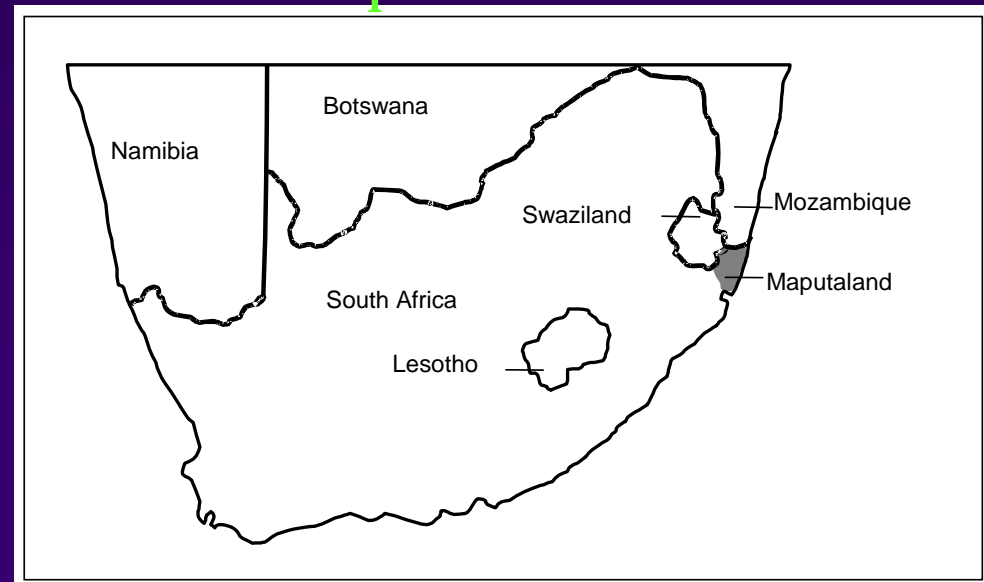 Botswana
Namibia
Swaziland
Mozambique
Maputaland
South Africa
Lesotho